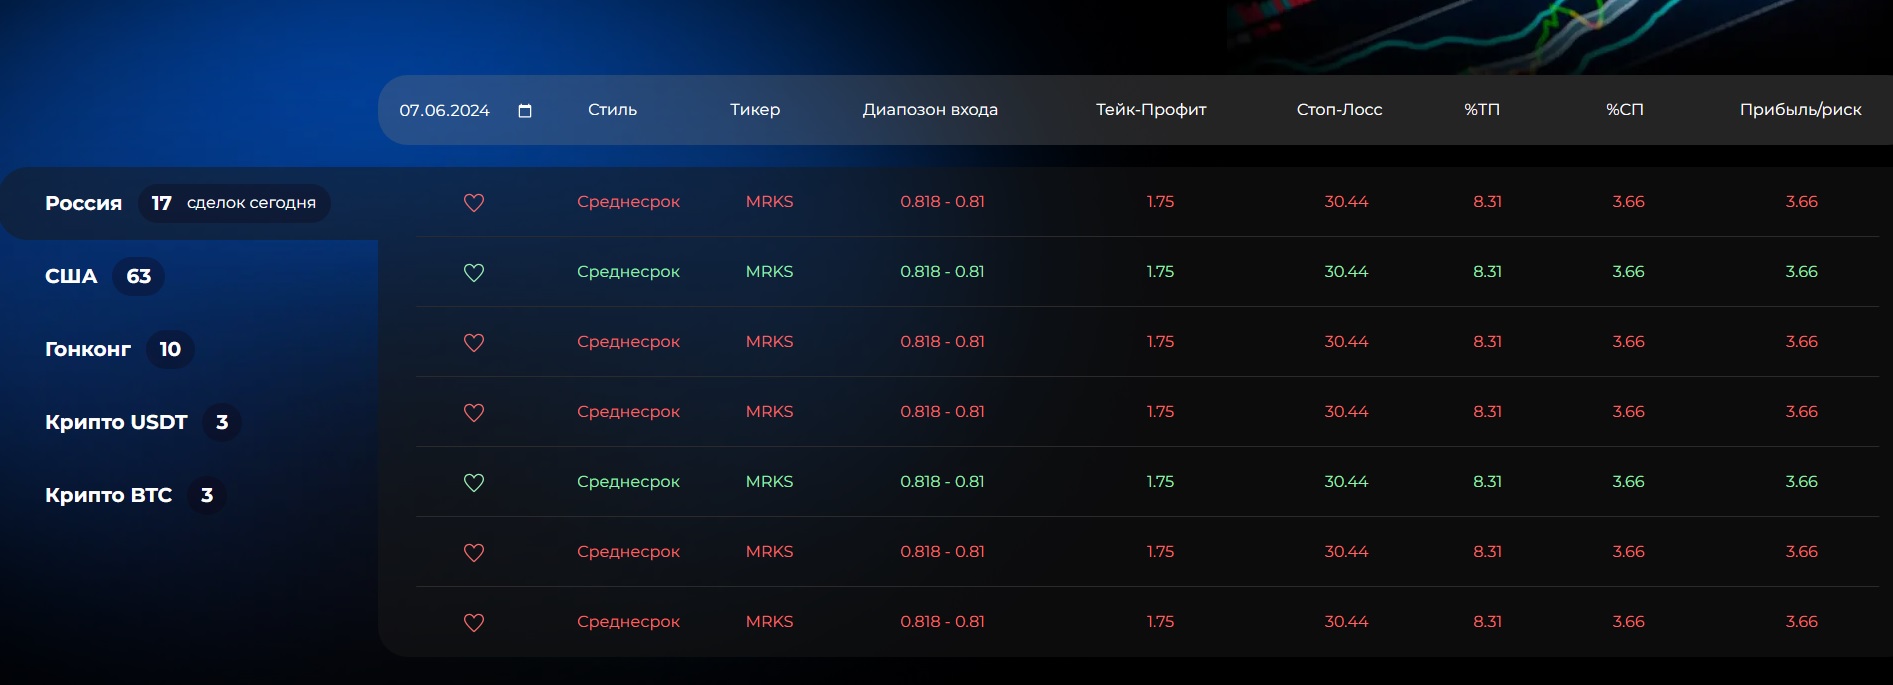 07.06.2024 Стиль Тикер Диапозон входа Тейк-Профит Стоп-Лосс %ТП %СП Прибыль/риск
Россия 17 сделок сегодня
США 63
Гонконг 10
Крипто USDT 3
Крипто BTC 3
Среднесрок MRKS 0.818 - 0.81 1.75 30.44 8.31 3.66 3.66
Среднесрок MRKS 0.818 - 0.81 1.75 30.44 8.31 3.66 3.66
Среднесрок MRKS 0.818 - 0.81 1.75 30.44 8.31 3.66 3.66
Среднесрок MRKS 0.818 - 0.81 1.75 30.44 8.31 3.66 3.66
Среднесрок MRKS 0.818 - 0.81 1.75 30.44 8.31 3.66 3.66
Среднесрок MRKS 0.818 - 0.81 1.75 30.44 8.31 3.66 3.66
Среднесрок MRKS 0.818 - 0.81 1.75 30.44 8.31 3.66 3.66